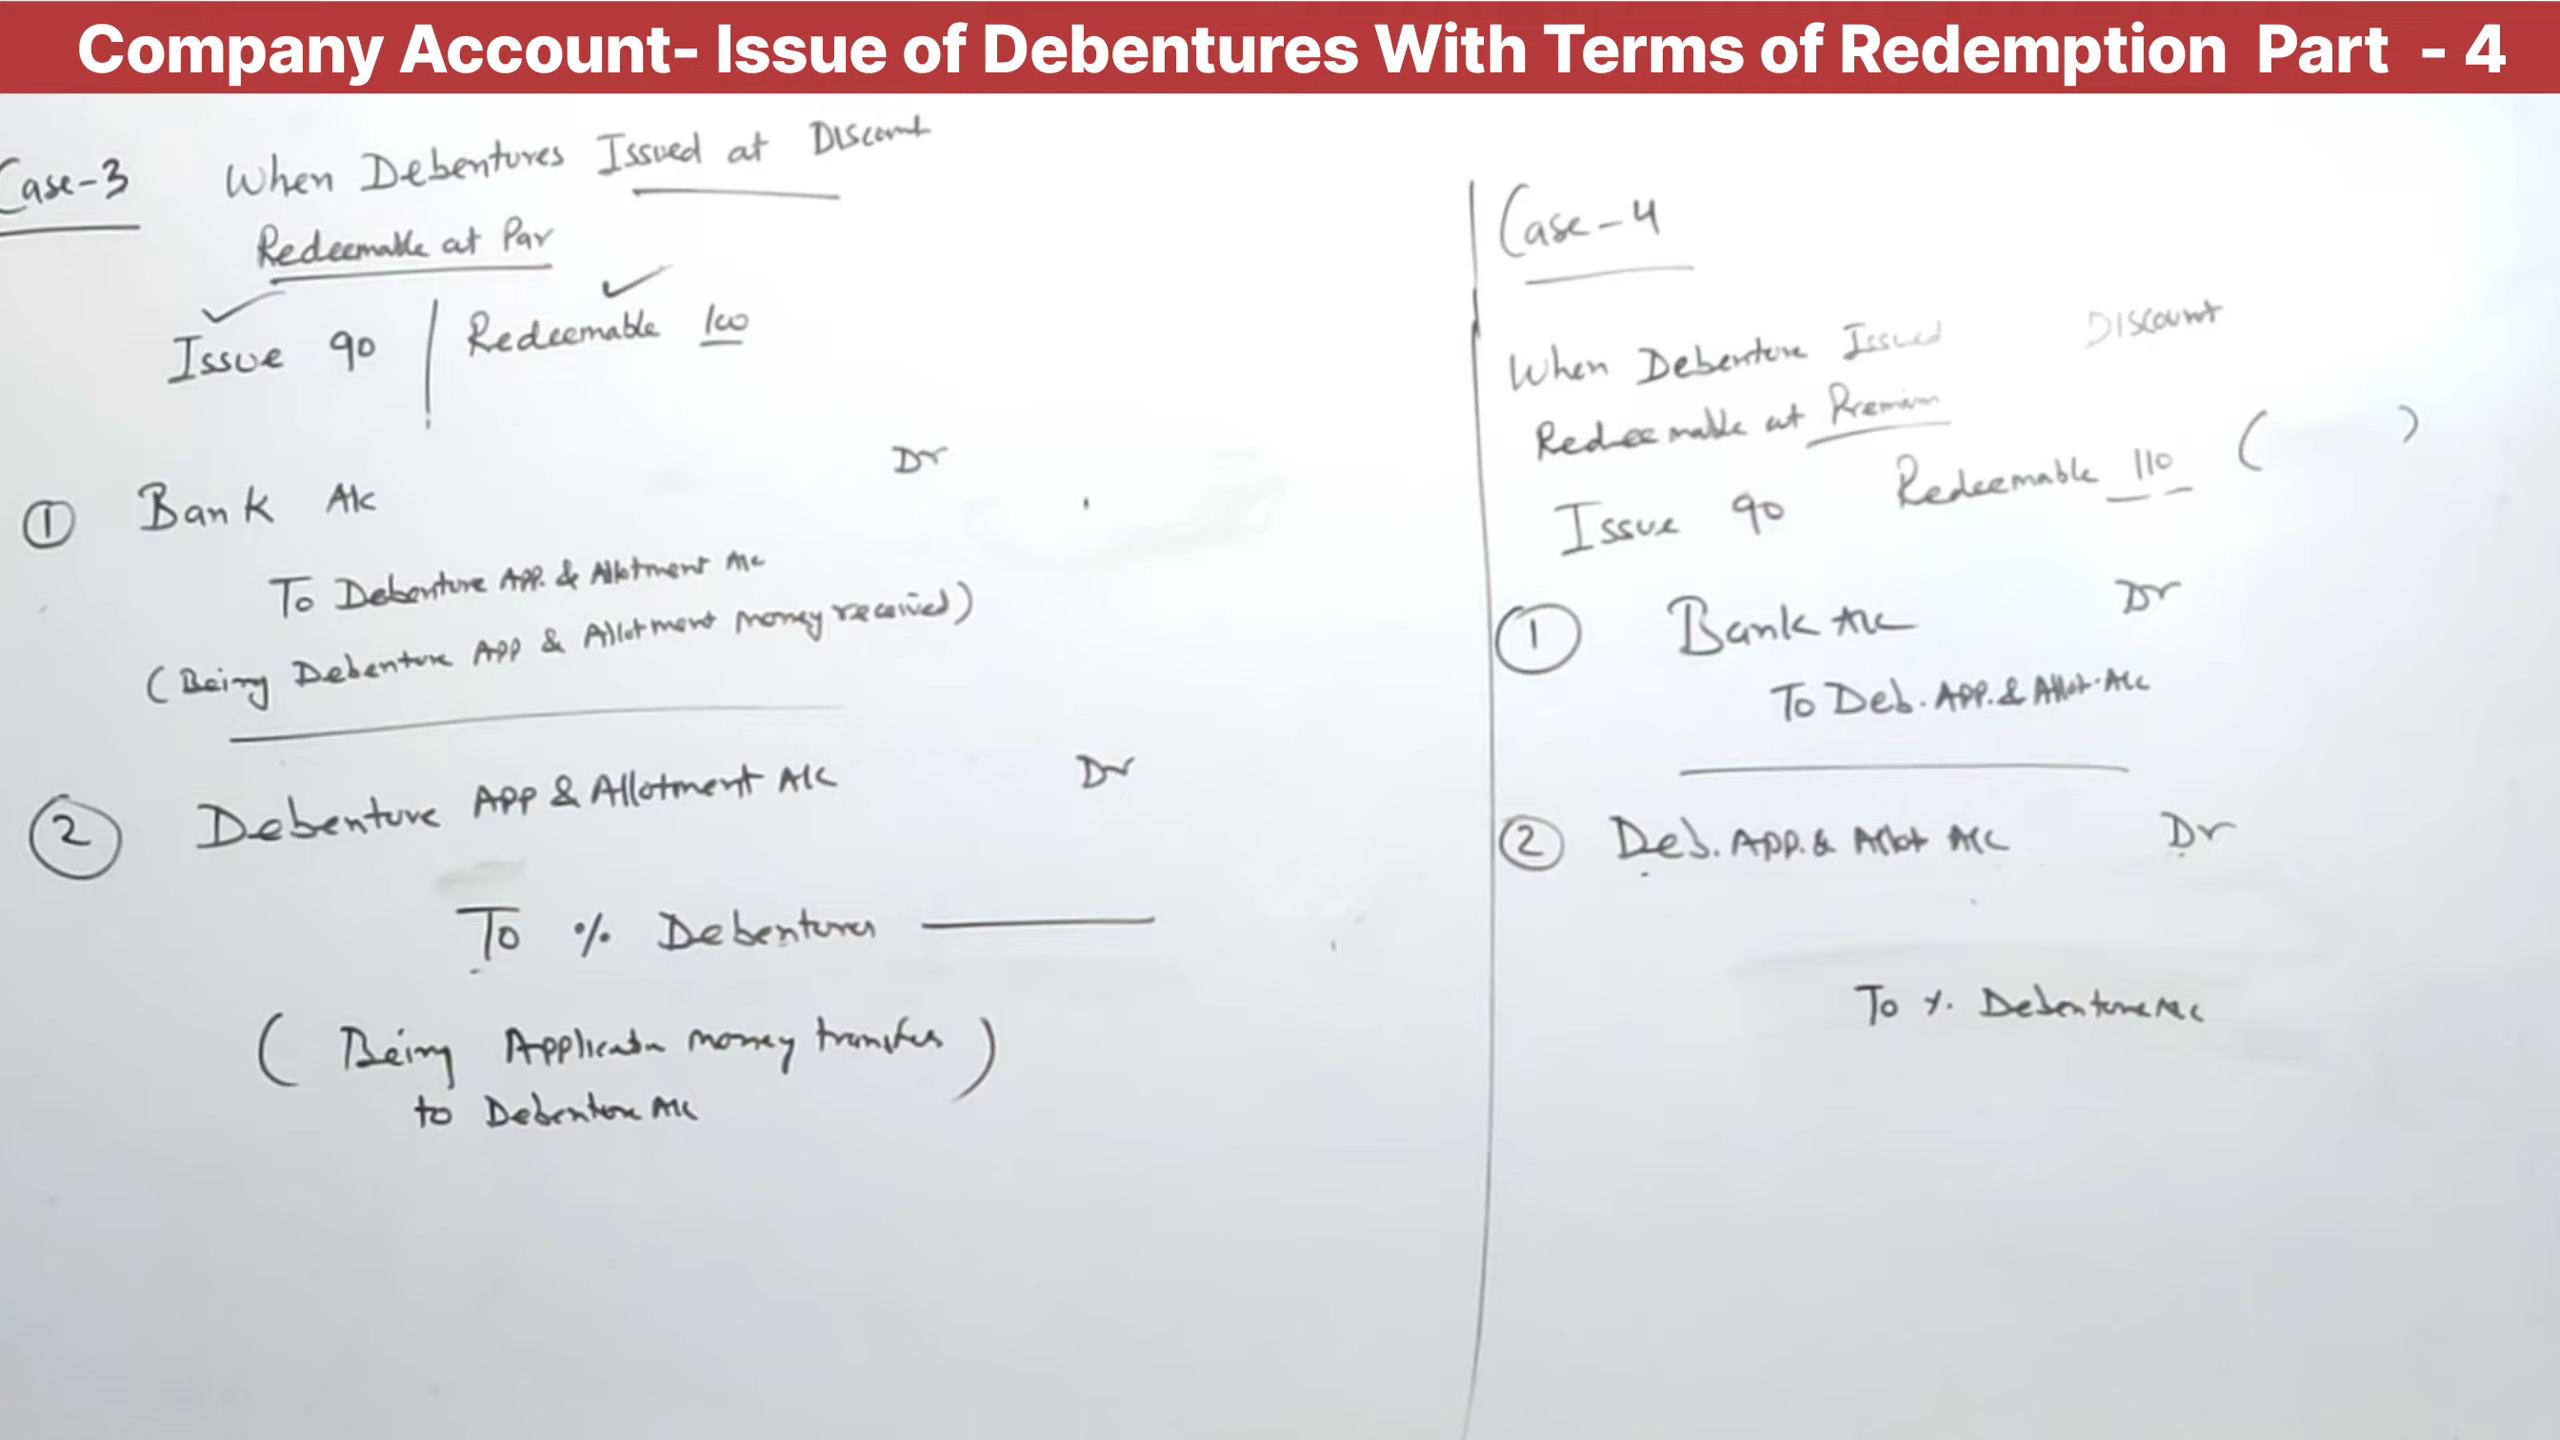 Company Account- Issue of Debentures With Terms of Redemption Part - 4
Case-3 When Debentures Issued at Discount
Redeemable at Par
Issue 90 | Redeemable 100
① Bank A/c Dr
To Debenture App. & Allotment A/c
(Being Debenture App & Allotment money received)
② Debenture App & Allotment A/c Dr
To % Debentures
(Being Application money transfer)
to Debenture A/c
Case-4
When Debenture Issued Discount
Redeemable at Premium
Issue 90 Redeemable 110 ( )
① Bank A/c Dr
To Deb. App. & Allot. A/c
② Deb. App. & Allot A/c Dr
To %. Debenture A/c